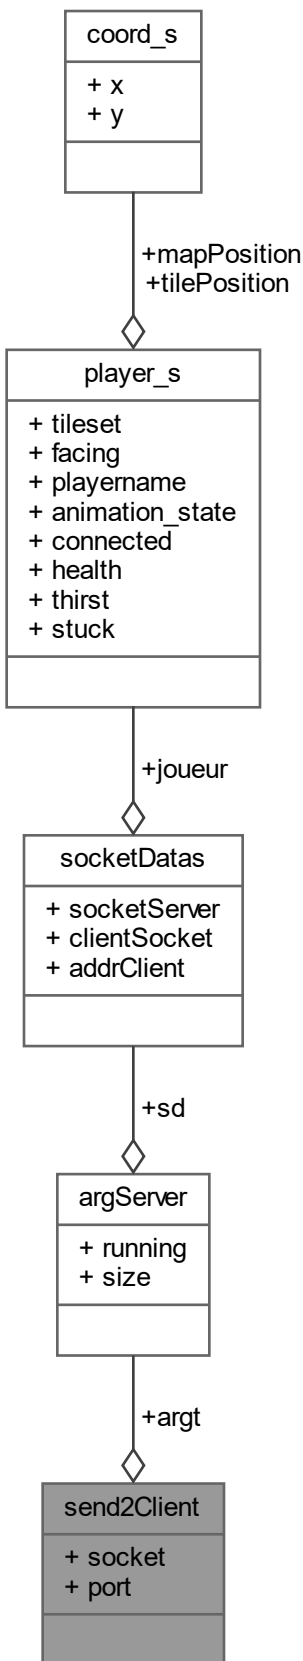 coord_s
+ x
+ y
+mapPosition
+tilePosition
player_s
+ tileset
+ facing
+ playername
+ animation_state
+ connected
+ health
+ thirst
+ stuck
+joueur
socketDatas
+ socketServer
+ clientSocket
+ addrClient
+sd
argServer
+ running
+ size
+argt
send2Client
+ socket
+ port